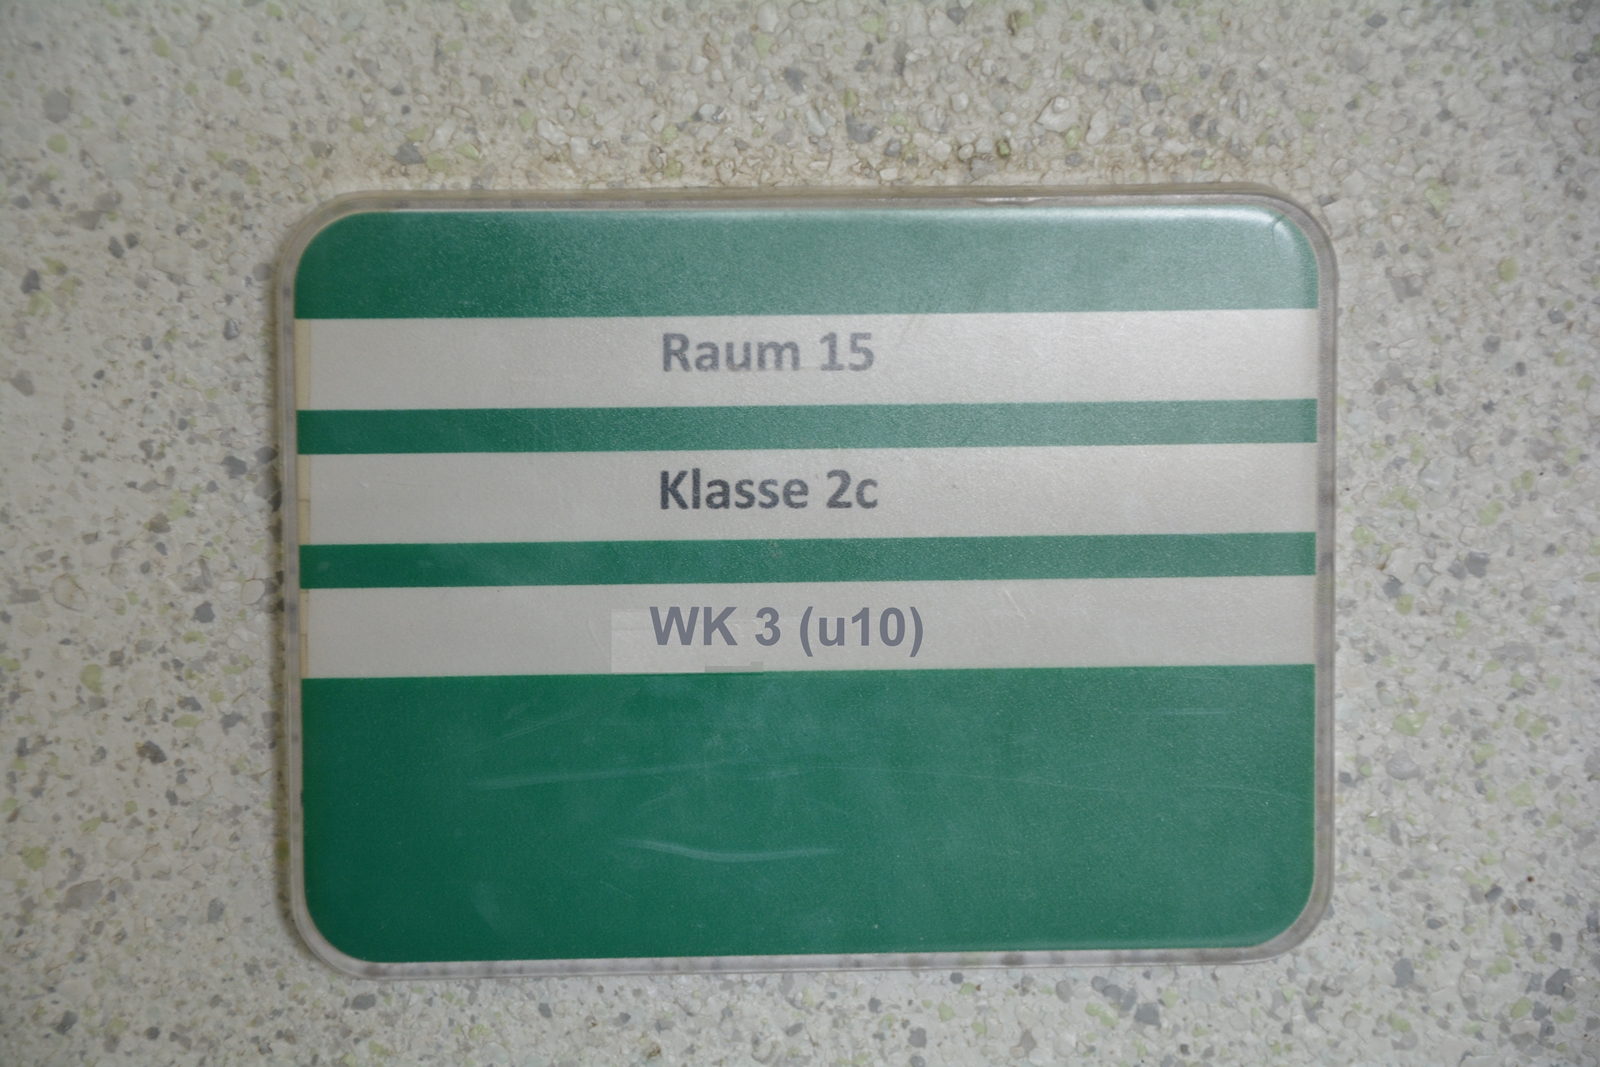 Raum 15
Klasse 2c
WK 3 (u10)